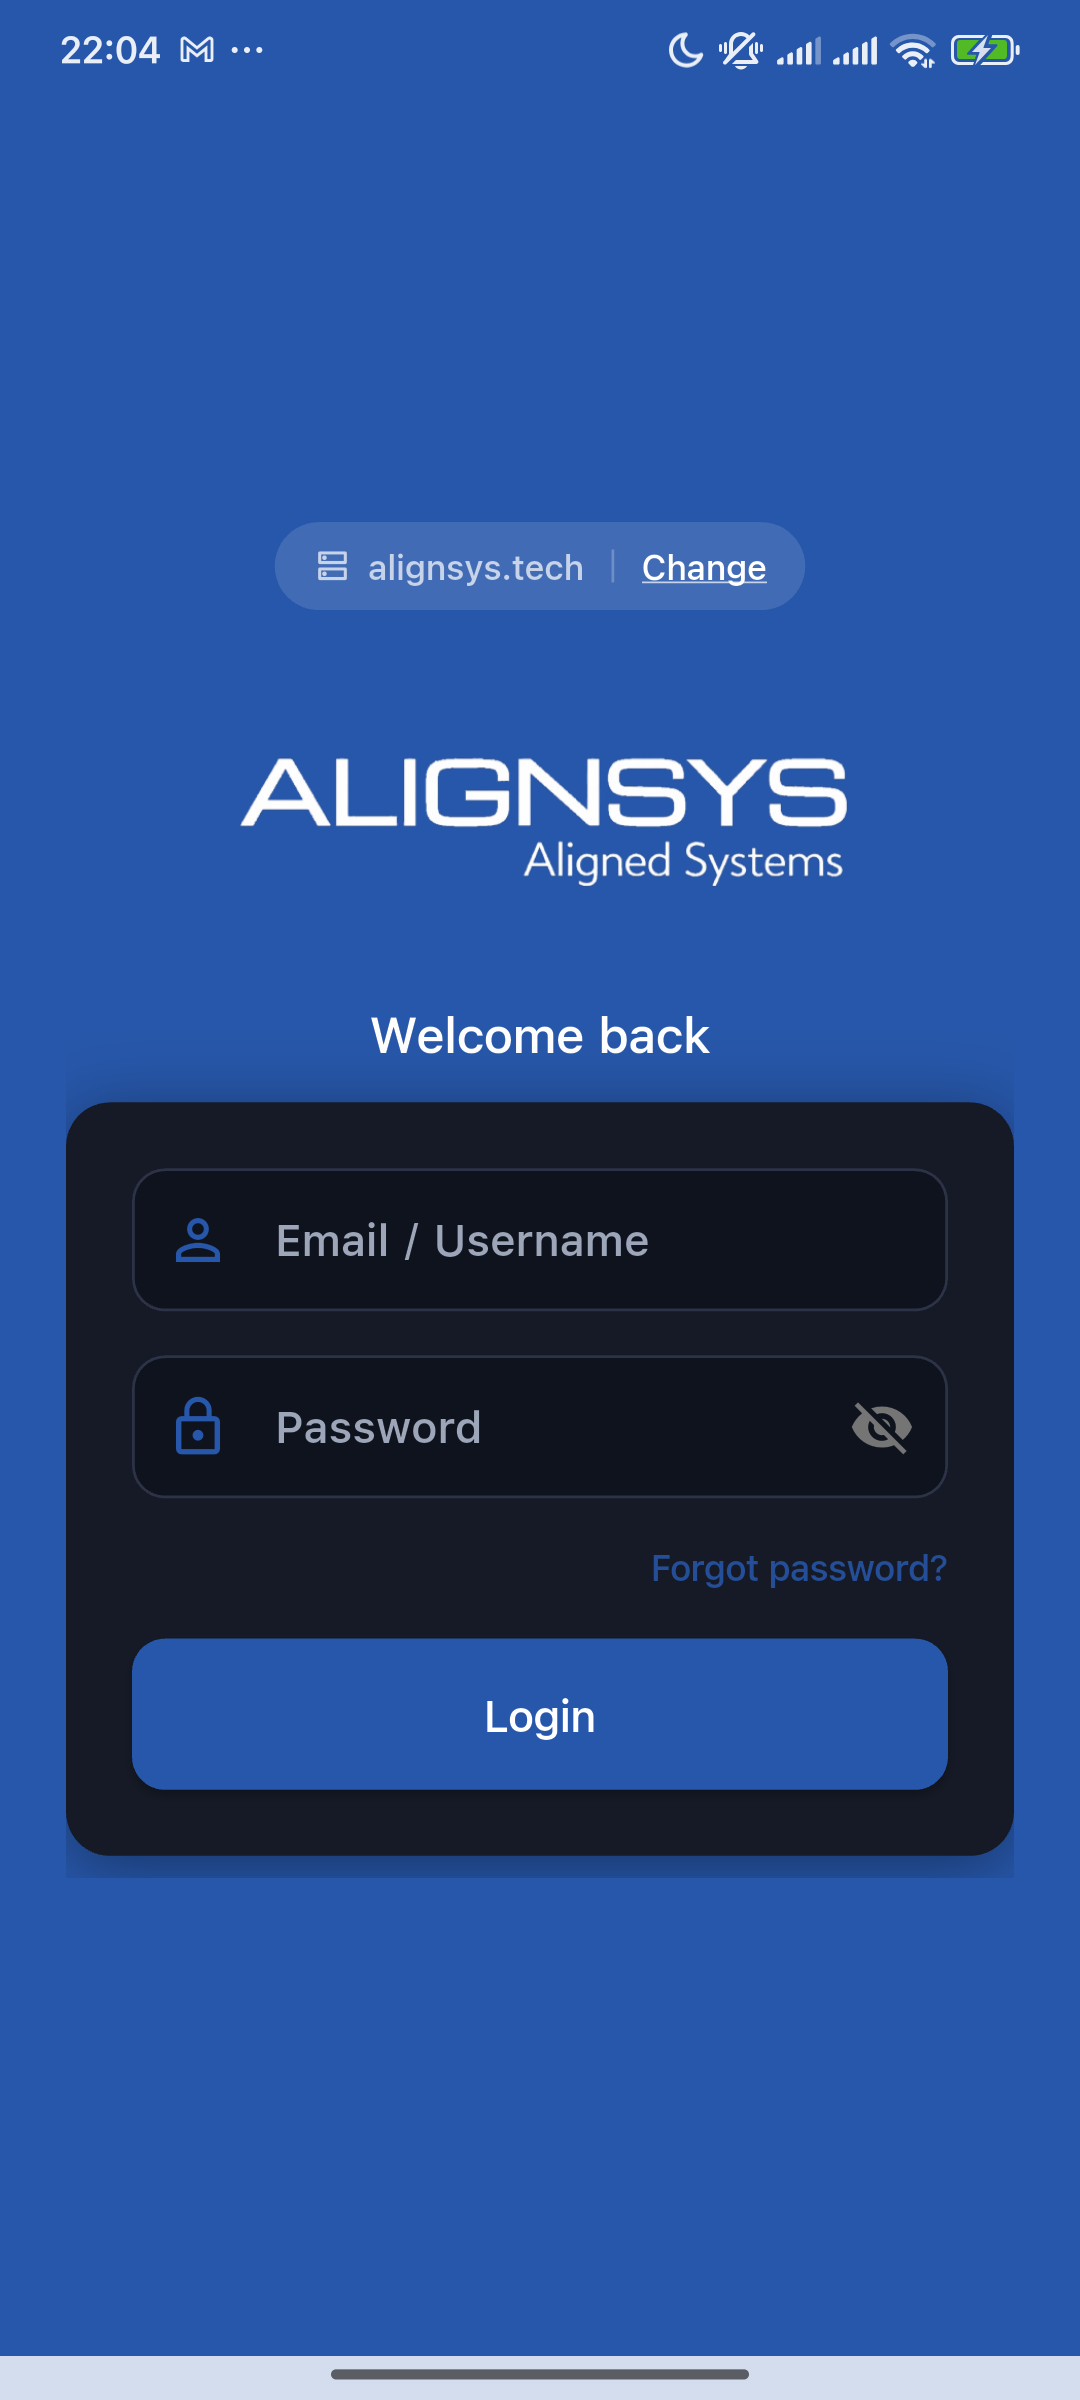 22:04
alignsys.tech | Change
ALIGNSYS
Aligned Systems
Welcome back
Email / Username
Password
Forgot password?
Login